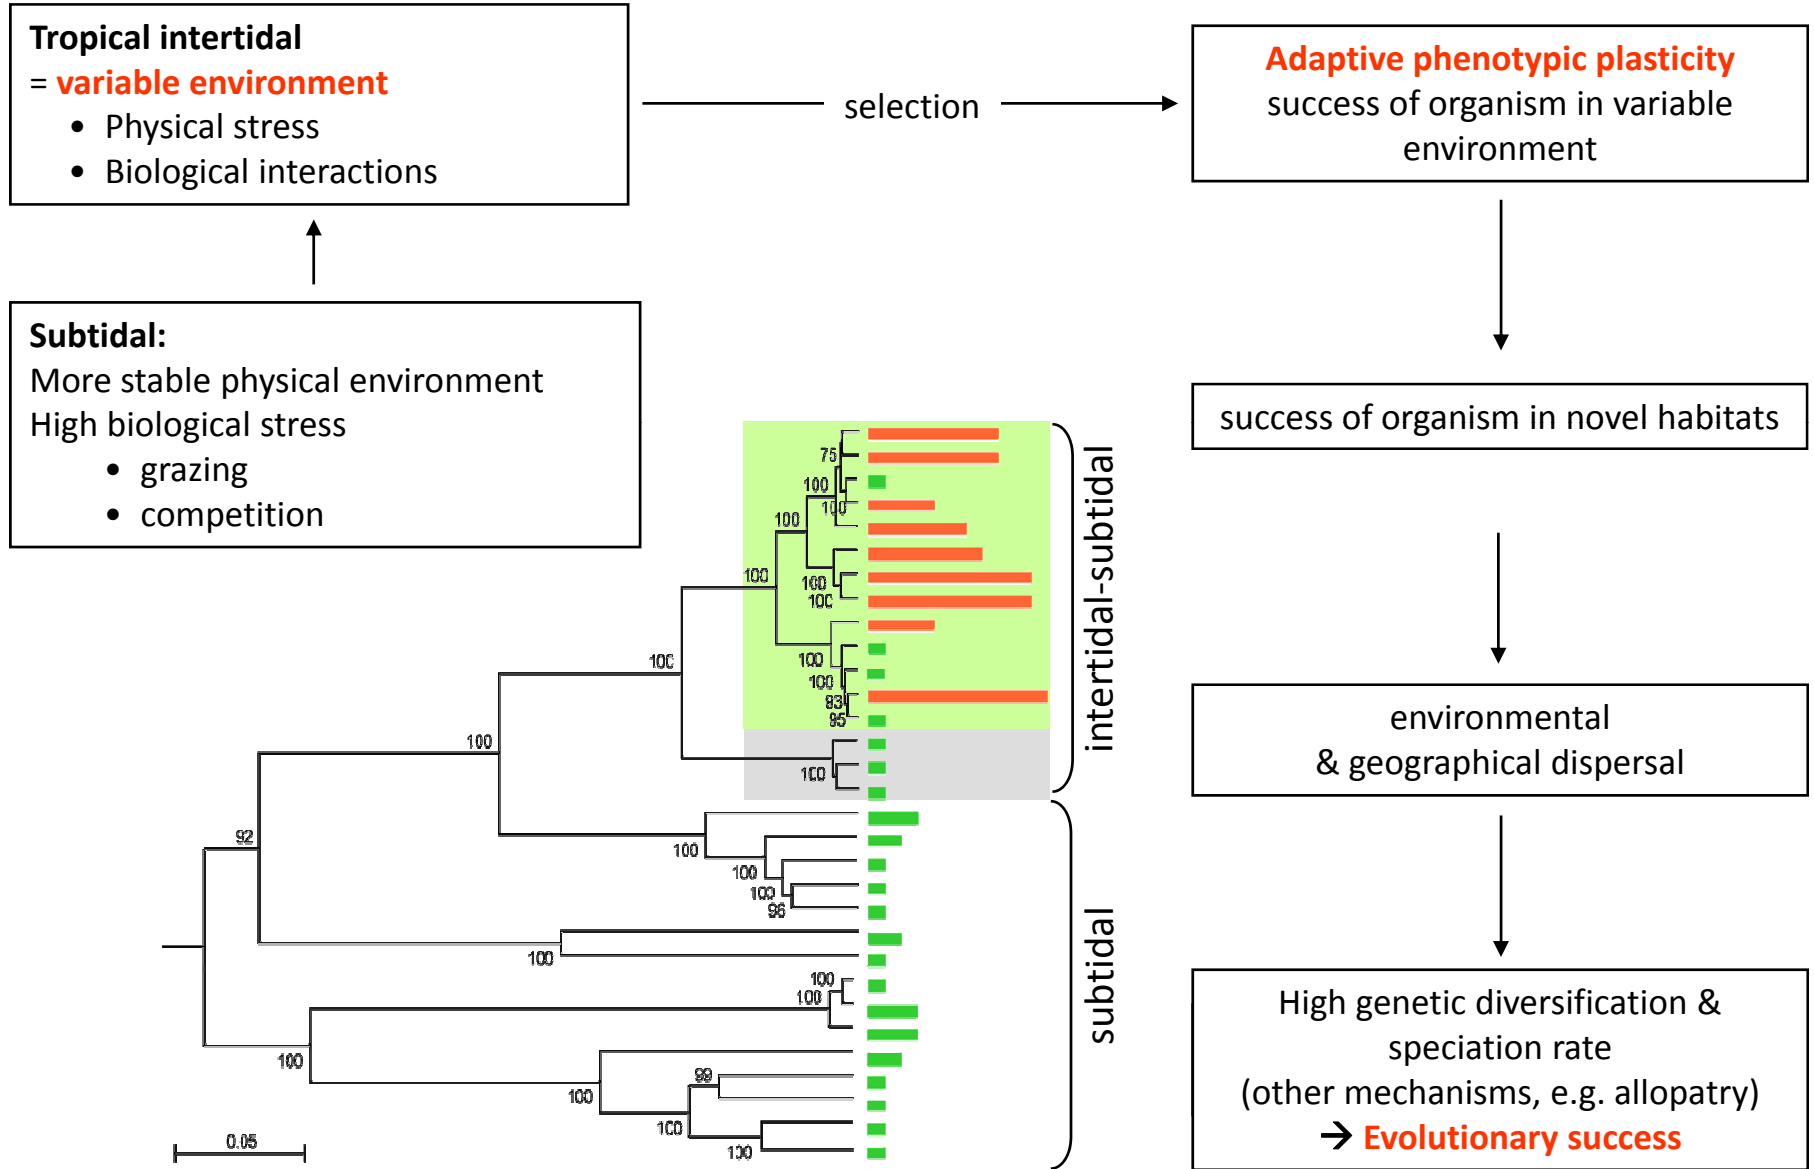 Tropical intertidal
= variable environment
• Physical stress
• Biological interactions
selection
Adaptive phenotypic plasticity
success of organism in variable
environment
Subtidal:
More stable physical environment
High biological stress
• grazing
• competition
success of organism in novel habitats
environmental
& geographical dispersal
High genetic diversification &
speciation rate
(other mechanisms, e.g. allopatry)
→ Evolutionary success
intertidal-subtidal
subtidal
75
100
100
100
100
100
100
100
100
100
83
95
100
100
92
100
100
100
96
100
100
100
100
99
100
100
100
0.05